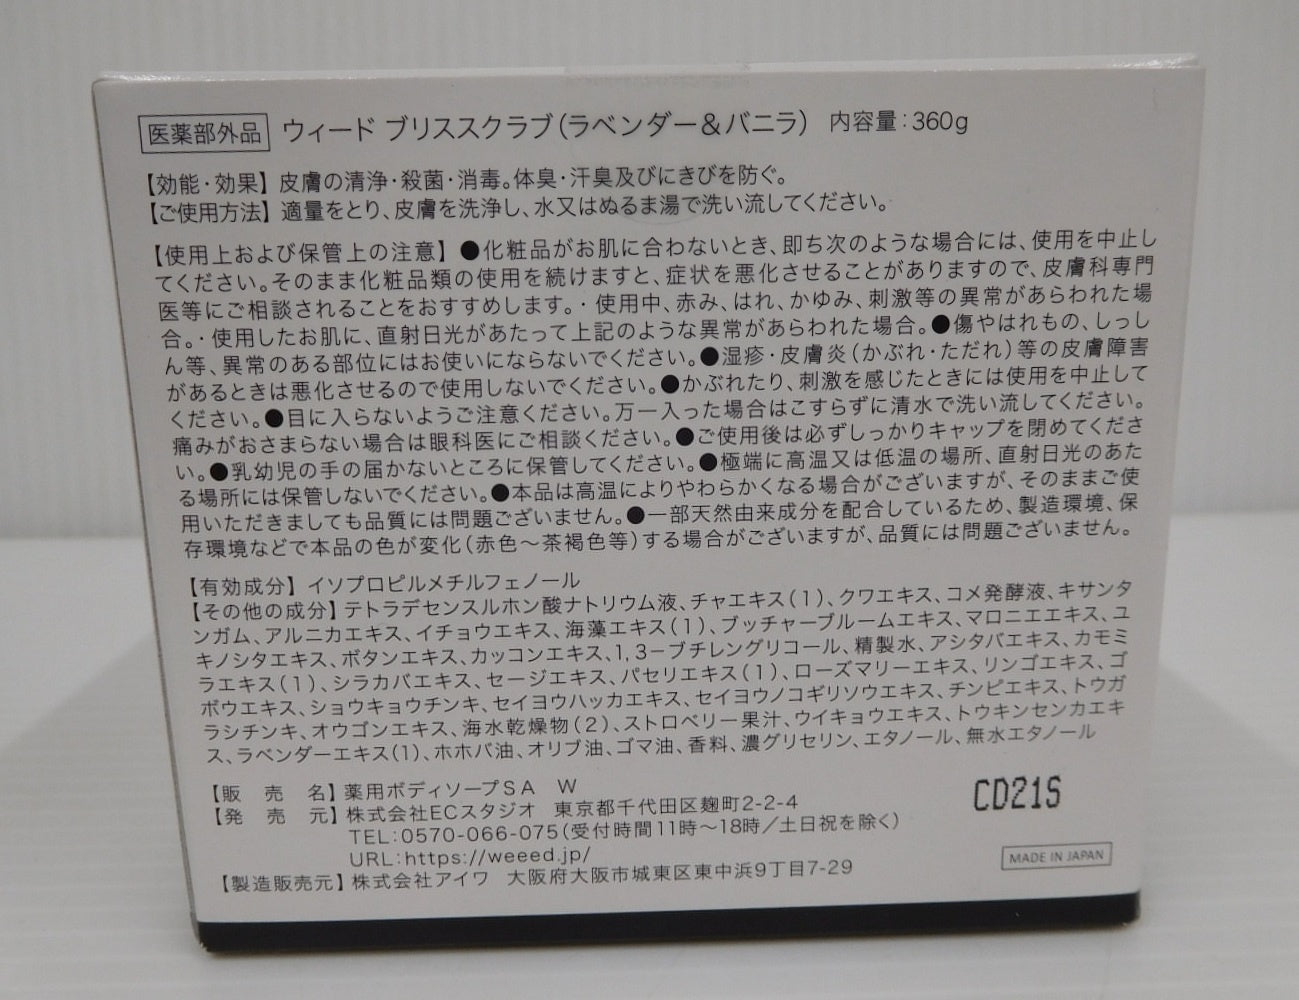 医薬部外品 ウィード ブリススクラブ(ラベンダー&バニラ) 内容量:360g
【効能・効果】皮膚の清浄・殺菌・消毒。体臭・汗臭及びにきびを防ぐ。
【ご使用方法】適量をとり、皮膚を洗浄し、水又はぬるま湯で洗い流してください。
【使用上および保管上の注意】●化粧品がお肌に合わないとき、即ち次のような場合には、使用を中止し
てください。そのまま化粧品類の使用を続けますと、症状を悪化させることがありますので、皮膚科専門
医等にご相談されることをおすすめします。・使用中、赤み、はれ、かゆみ、刺激等の異常があらわれた場
合。・使用したお肌に、直射日光があたって上記のような異常があらわれた場合。●傷やはれもの、しっし
ん等、異常のある部位にはお使いにならないでください。●湿疹・皮膚炎(かぶれ・ただれ)等の皮膚障害
があるときは悪化させるので使用しないでください。●かぶれたり、刺激を感じたときには使用を中止して
ください。●目に入らないようご注意ください。万一入った場合はこすらずに清水で洗い流してください。
痛みがおさまらない場合は眼科医にご相談ください。●ご使用後は必ずしっかりキャップを閉めてくださ
い。●乳幼児の手の届かないところに保管してください。●極端に高温又は低温の場所、直射日光のあた
る場所には保管しないでください。●本品は高温によりやわらかくなる場合がございますが、そのままご使
用いただきましても品質には問題ございません。●一部天然由来成分を配合しているため、製造環境、保
存環境などで本品の色が変化(赤色〜茶褐色等)する場合がございますが、品質には問題ございません。
【有効成分】イソプロピルメチルフェノール
【その他の成分】テトラデセンスルホン酸ナトリウム液、チャエキス(1)、クワエキス、コメ発酵液、キサンタ
ンガム、アルニカエキス、イチョウエキス、海藻エキス(1)、ブッチャーブルームエキス、マロニエエキス、ユ
キノシタエキス、ボタンエキス、カッコンエキス、1,3−ブチレングリコール、精製水、アシタバエキス、カモミ
ラエキス(1)、シラカバエキス、セージエキス、パセリエキス(1)、ローズマリーエキス、リンゴエキス、ゴ
ボウエキス、ショウキョウチンキ、セイヨウハッカエキス、セイヨウノコギリソウエキス、チンピエキス、トウガ
ラシチンキ、オウゴンエキス、海水乾燥物(2)、ストロベリー果汁、ウイキョウエキス、トウキンセンカエキ
ス、ラベンダーエキス(1)、ホホバ油、オリブ油、ゴマ油、香料、濃グリセリン、エタノール、無水エタノール
【販 売 名】薬用ボディソープSA W
【発 売 元】株式会社ECスタジオ 東京都千代田区麹町2-2-4
TEL:0570-066-075(受付時間11時〜18時/土日祝を除く)
URL:https://weeed.jp/
【製造販売元】株式会社アイワ 大阪府大阪市城東区東中浜9丁目7-29
CD21S
MADE IN JAPAN